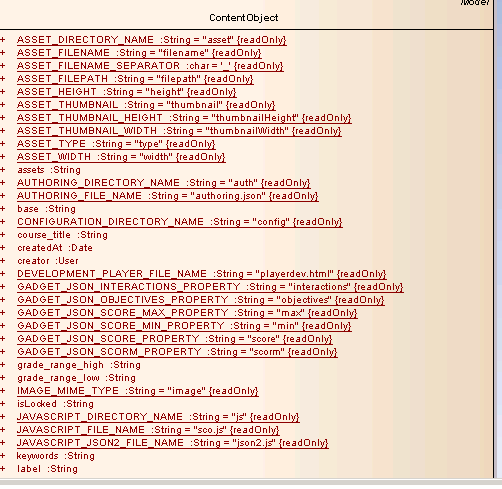 Model
ContentObject
+ ASSET_DIRECTORY_NAME :String = "asset" {readOnly}
+ ASSET_FILENAME :String = "filename" {readOnly}
+ ASSET_FILENAME_SEPARATOR :char = '_' {readOnly}
+ ASSET_FILEPATH :String = "filepath" {readOnly}
+ ASSET_HEIGHT :String = "height" {readOnly}
+ ASSET_THUMBNAIL :String = "thumbnail" {readOnly}
+ ASSET_THUMBNAIL_HEIGHT :String = "thumbnailHeight" {readOnly}
+ ASSET_THUMBNAIL_WIDTH :String = "thumbnailWidth" {readOnly}
+ ASSET_TYPE :String = "type" {readOnly}
+ ASSET_WIDTH :String = "width" {readOnly}
+ assets :String
+ AUTHORING_DIRECTORY_NAME :String = "auth" {readOnly}
+ AUTHORING_FILE_NAME :String = "authoring.json" {readOnly}
+ base :String
+ CONFIGURATION_DIRECTORY_NAME :String = "config" {readOnly}
+ course_title :String
+ createdAt :Date
+ creator :User
+ DEVELOPMENT_PLAYER_FILE_NAME :String = "playerdev.html" {readOnly}
+ GADGET_JSON_INTERACTIONS_PROPERTY :String = "interactions" {readOnly}
+ GADGET_JSON_OBJECTIVES_PROPERTY :String = "objectives" {readOnly}
+ GADGET_JSON_SCORE_MAX_PROPERTY :String = "max" {readOnly}
+ GADGET_JSON_SCORE_MIN_PROPERTY :String = "min" {readOnly}
+ GADGET_JSON_SCORE_PROPERTY :String = "score" {readOnly}
+ GADGET_JSON_SCORM_PROPERTY :String = "scorm" {readOnly}
+ grade_range_high :String
+ grade_range_low :String
+ IMAGE_MIME_TYPE :String = "image" {readOnly}
+ isLocked :String
+ JAVASCRIPT_DIRECTORY_NAME :String = "js" {readOnly}
+ JAVASCRIPT_FILE_NAME :String = "sco.js" {readOnly}
+ JAVASCRIPT_JSON2_FILE_NAME :String = "json2.js" {readOnly}
+ keywords :String
+ label :String